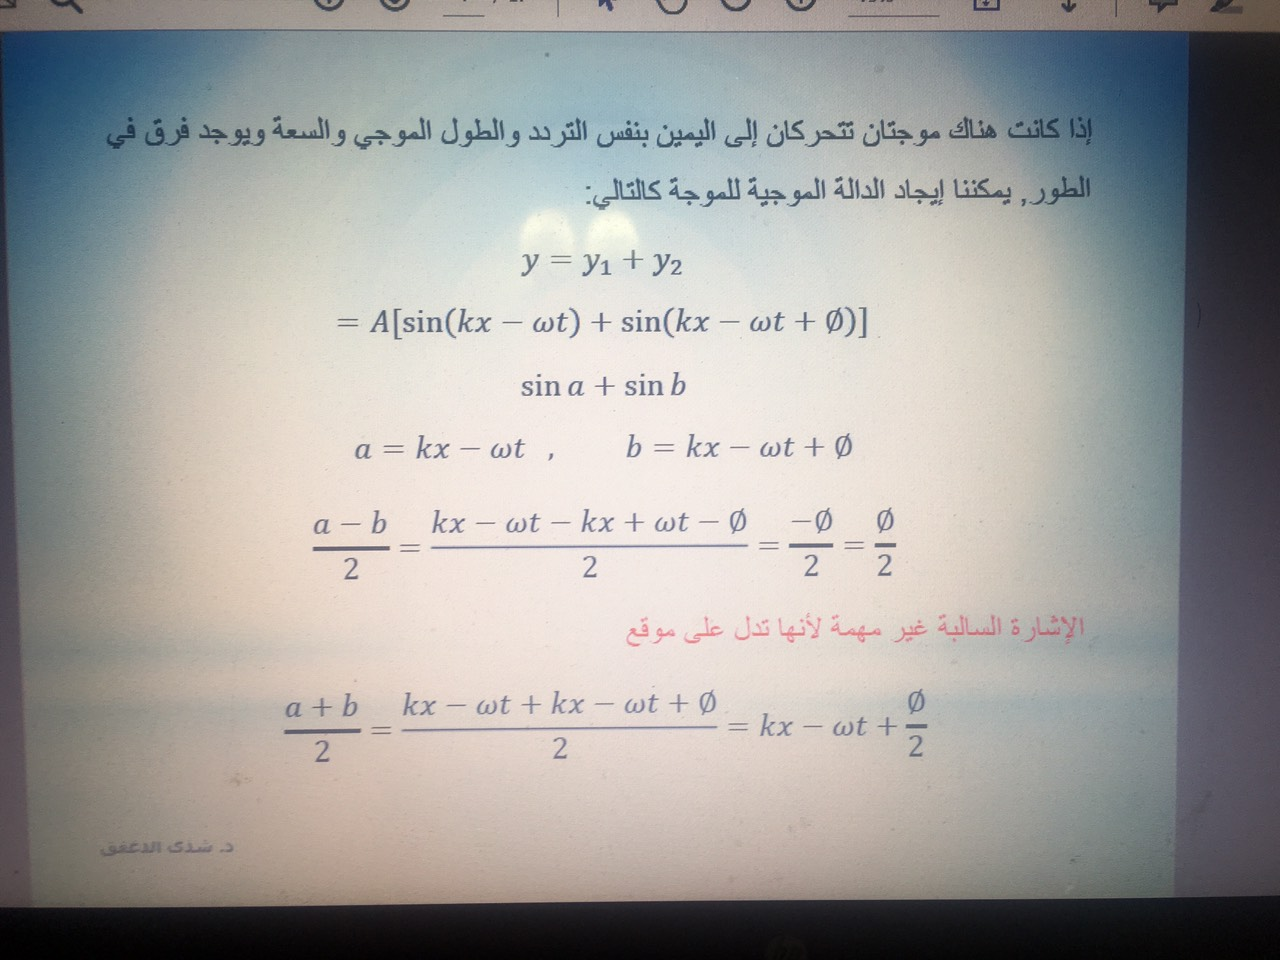 إذا كانت هناك موجتان تتحركان إلى اليمين بنفس التردد والطول الموجي والسعة ويوجد فرق في
الطور, يمكننا إيجاد الدالة الموجية للموجة كالتالي:
y = y₁ + y₂
= A[sin(kx − ωt) + sin(kx − ωt + Ø)]
sin a + sin b
a = kx − ωt , b = kx − ωt + Ø
(a − b)/2 = (kx − ωt − kx + ωt − Ø)/2 = −Ø/2 = Ø/2
الإشارة السالبة غير مهمة لأنها تدل على موقع
(a + b)/2 = (kx − ωt + kx − ωt + Ø)/2 = kx − ωt + Ø/2
د. شذى